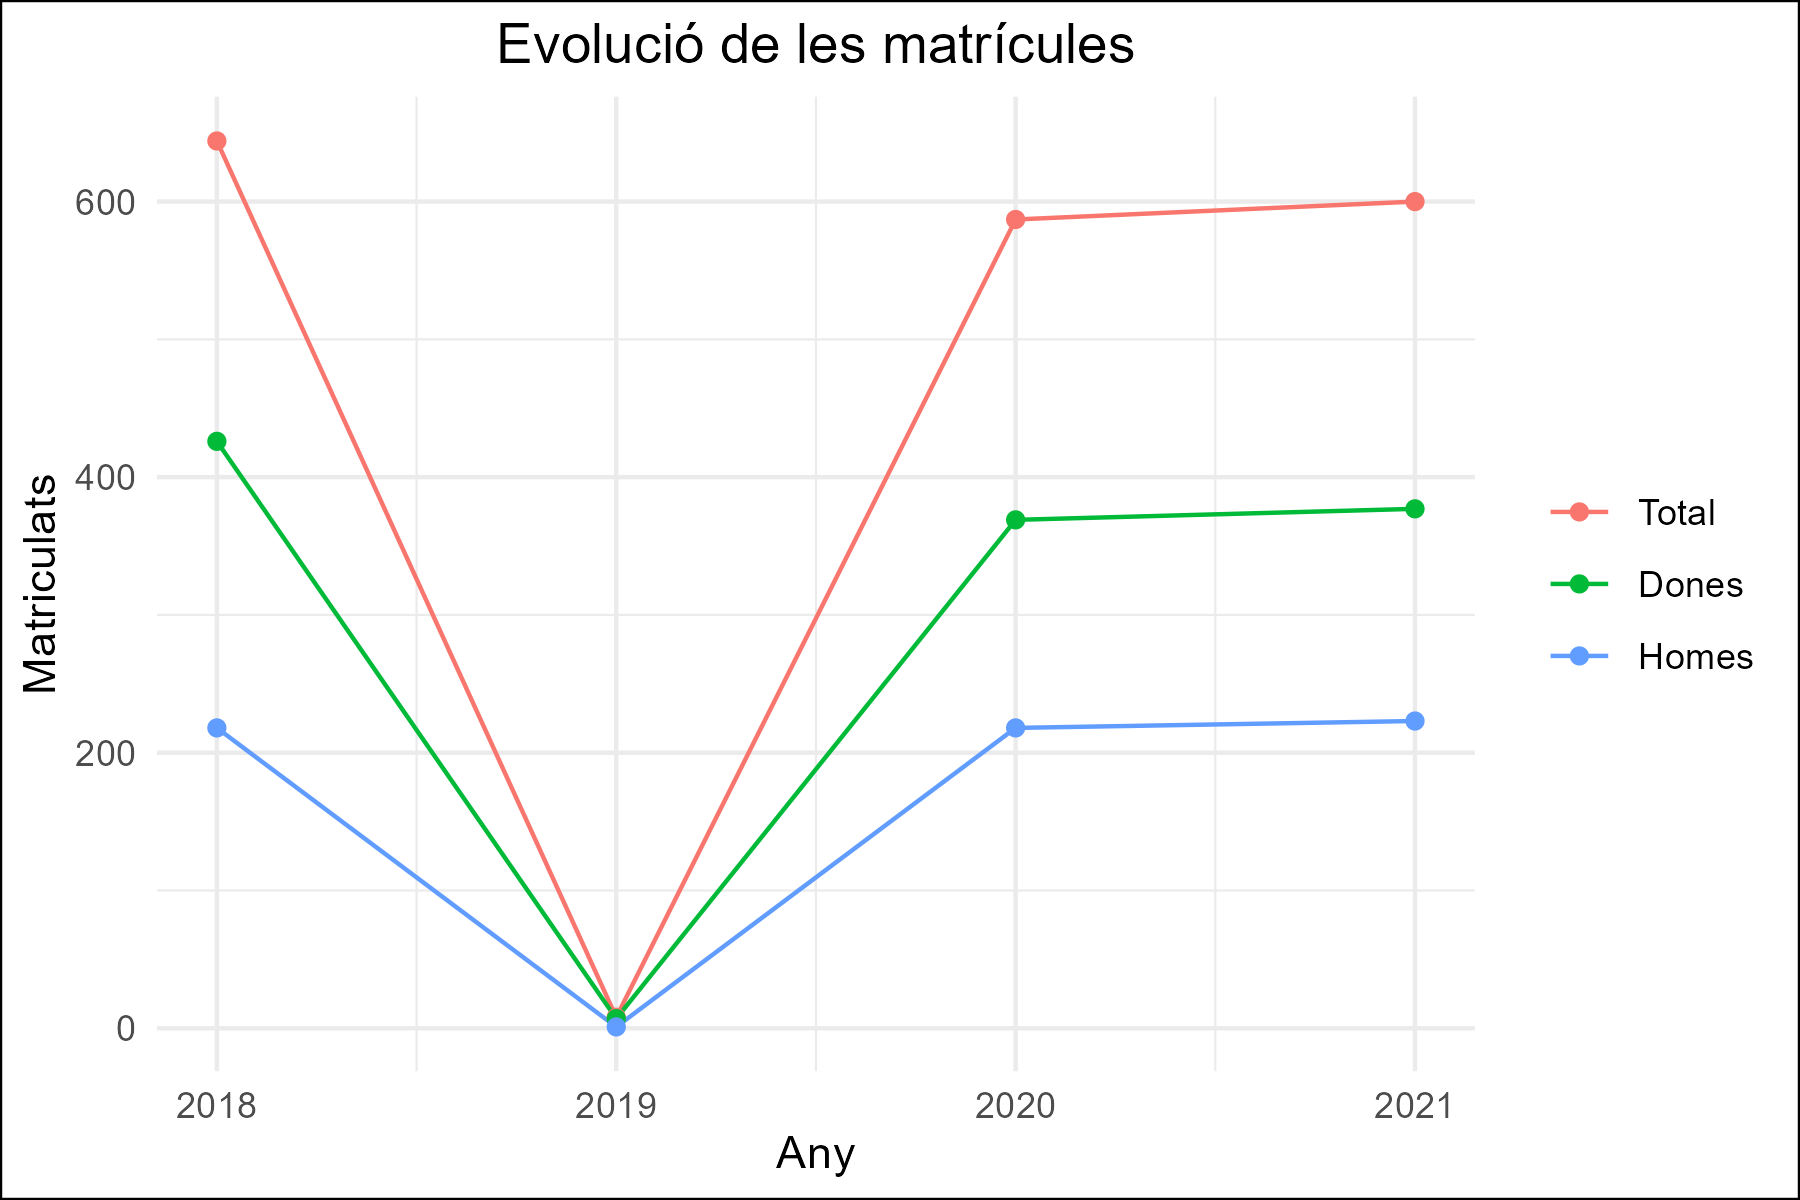 Evolució de les matrícules
Matriculats
600
400
200
0
2018
2019
2020
2021
Any
Total
Dones
Homes